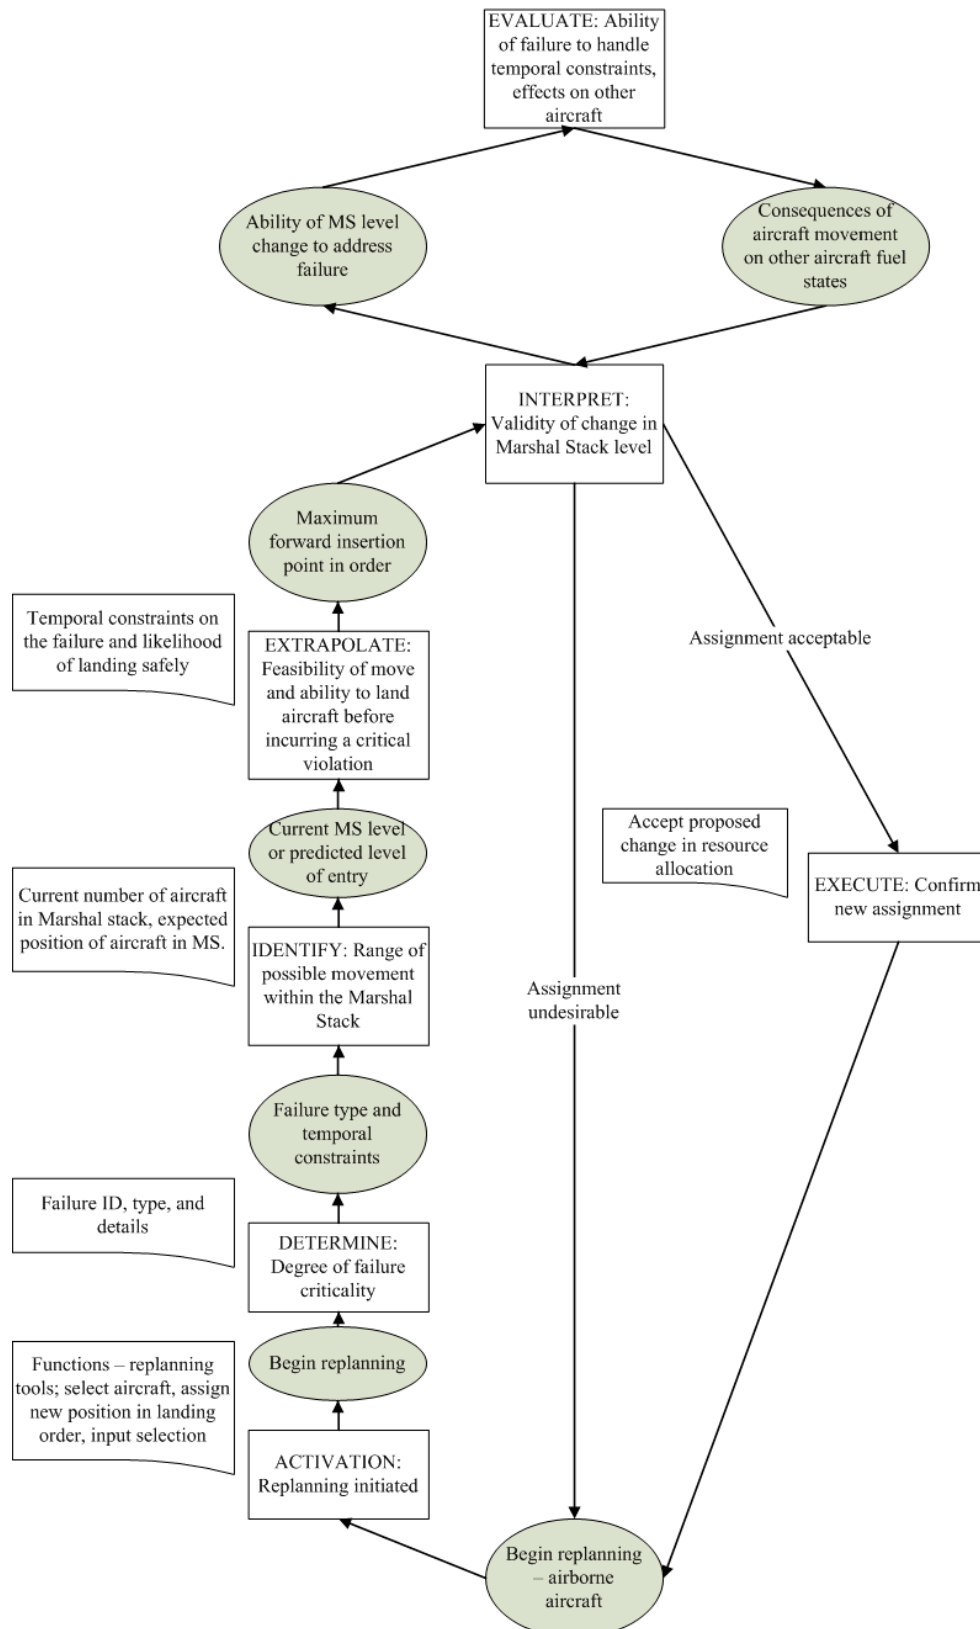 EVALUATE: Ability
of failure to handle
temporal constraints,
effects on other
aircraft
Ability of MS level
change to address
failure
Consequences of
aircraft movement
on other aircraft fuel
states
INTERPRET:
Validity of change in
Marshal Stack level
Maximum
forward insertion
point in order
Temporal constraints on
the failure and likelihood
of landing safely
EXTRAPOLATE:
Feasibility of move
and ability to land
aircraft before
incurring a critical
violation
Assignment acceptable
Current MS level
or predicted level
of entry
Accept proposed
change in resource
allocation
EXECUTE: Confirm
new assignment
Current number of aircraft
in Marshal stack, expected
position of aircraft in MS.
IDENTIFY: Range of
possible movement
within the Marshal
Stack
Assignment
undesirable
Failure type and
temporal
constraints
Failure ID, type, and
details
DETERMINE:
Degree of failure
criticality
Begin replanning
Functions – replanning
tools; select aircraft, assign
new position in landing
order, input selection
ACTIVATION:
Replanning initiated
Begin replanning
– airborne
aircraft